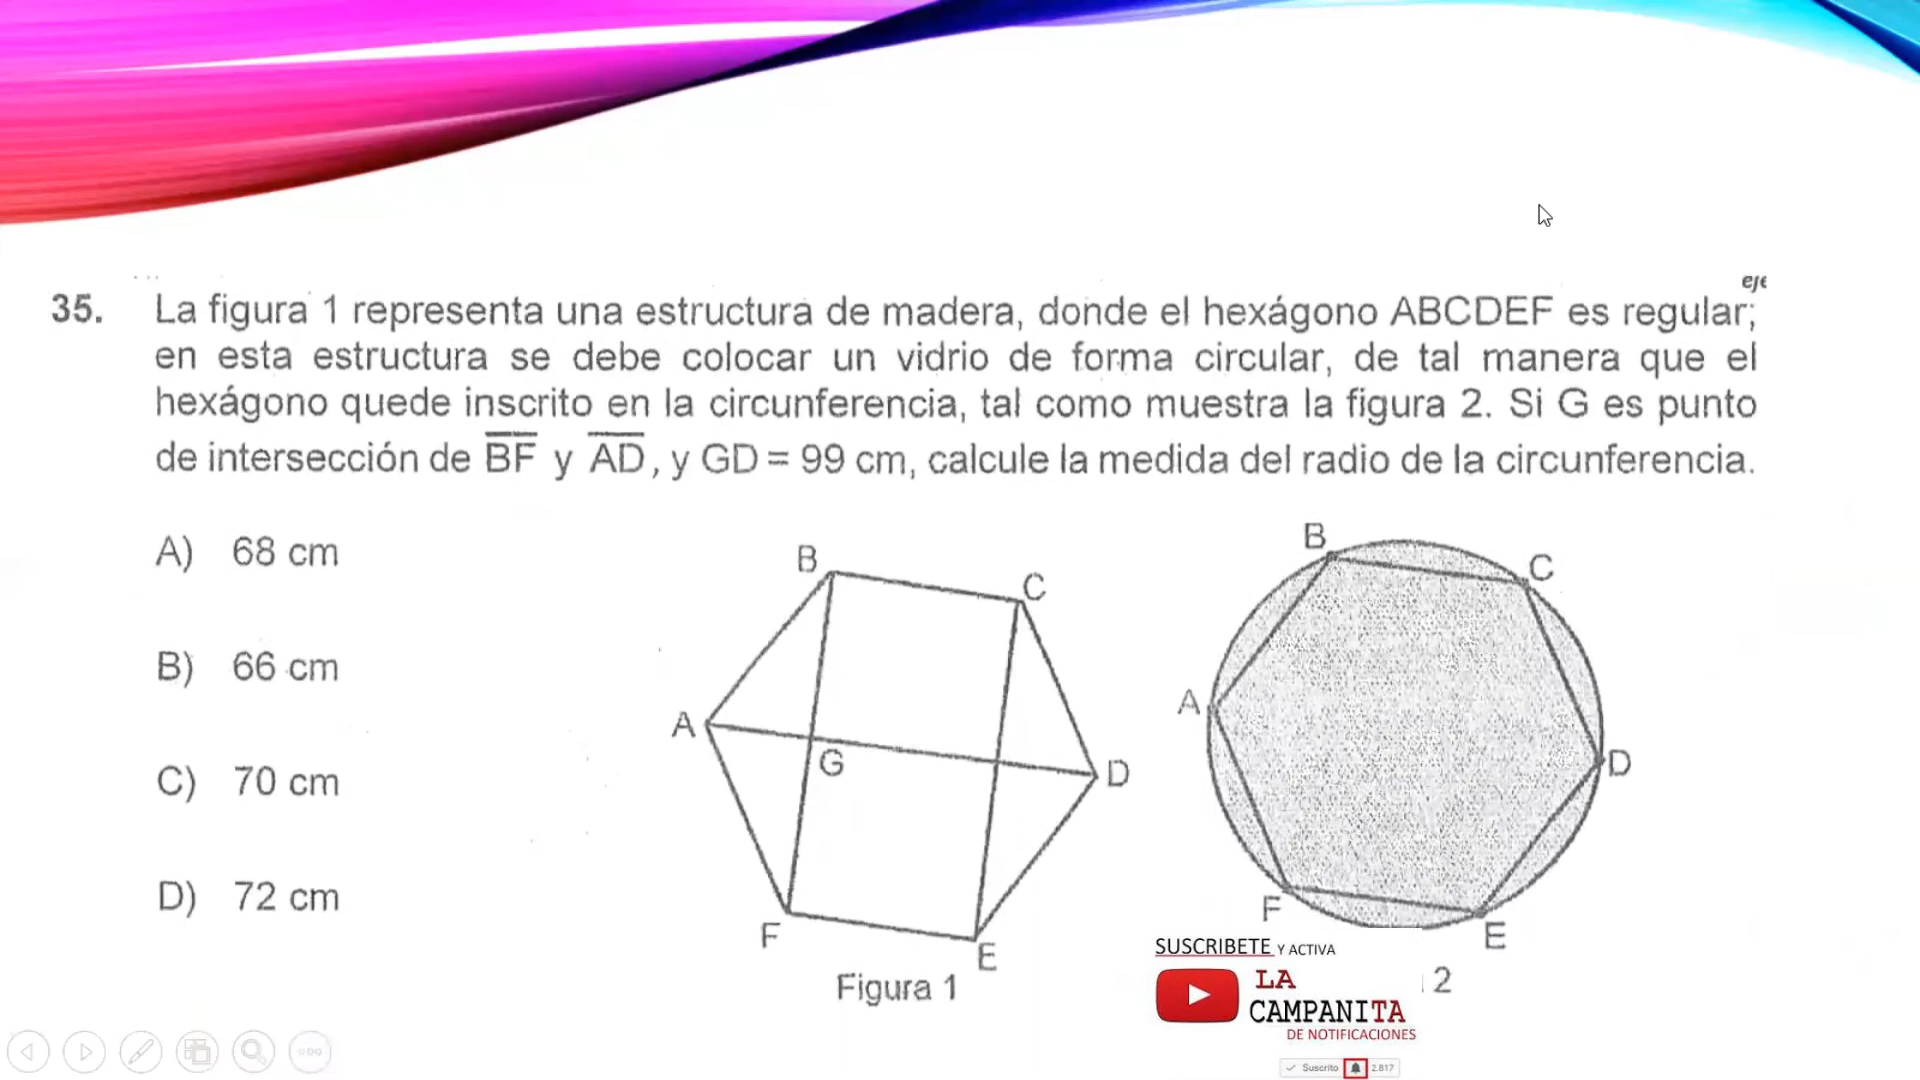 eje
35. La figura 1 representa una estructura de madera, donde el hexágono ABCDEF es regular;
en esta estructura se debe colocar un vidrio de forma circular, de tal manera que el
hexágono quede inscrito en la circunferencia, tal como muestra la figura 2. Si G es punto
de intersección de BF y AD, y GD = 99 cm, calcule la medida del radio de la circunferencia.
A) 68 cm
B) 66 cm
C) 70 cm
D) 72 cm
B
C
A
G
D
F
E
Figura 1
B
C
A
D
F
E
2
SUSCRIBETE Y ACTIVA
LA
CAMPANITA
DE NOTIFICACIONES
Suscrito 2.817